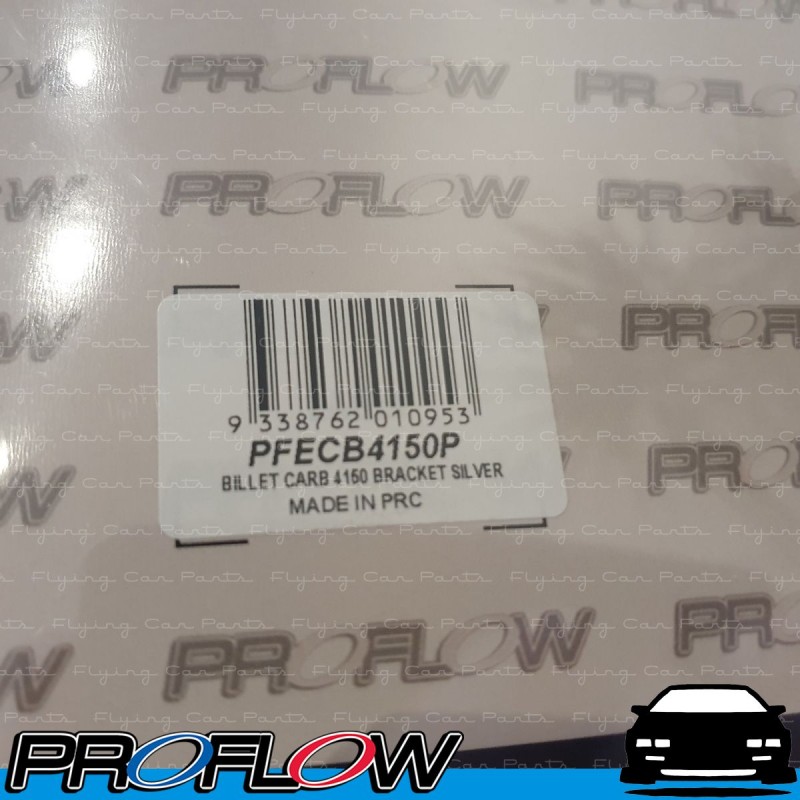 PROFLOW PROFLOW
PROFLOW PROFLOW
PROFLOW
9 338762 010953
PFECB4150P
BILLET CARB 4150 BRACKET SILVER
MADE IN PRC
PROFLOW
PROFLOW PROFLOW
Flying Car Parts
PROFLOW